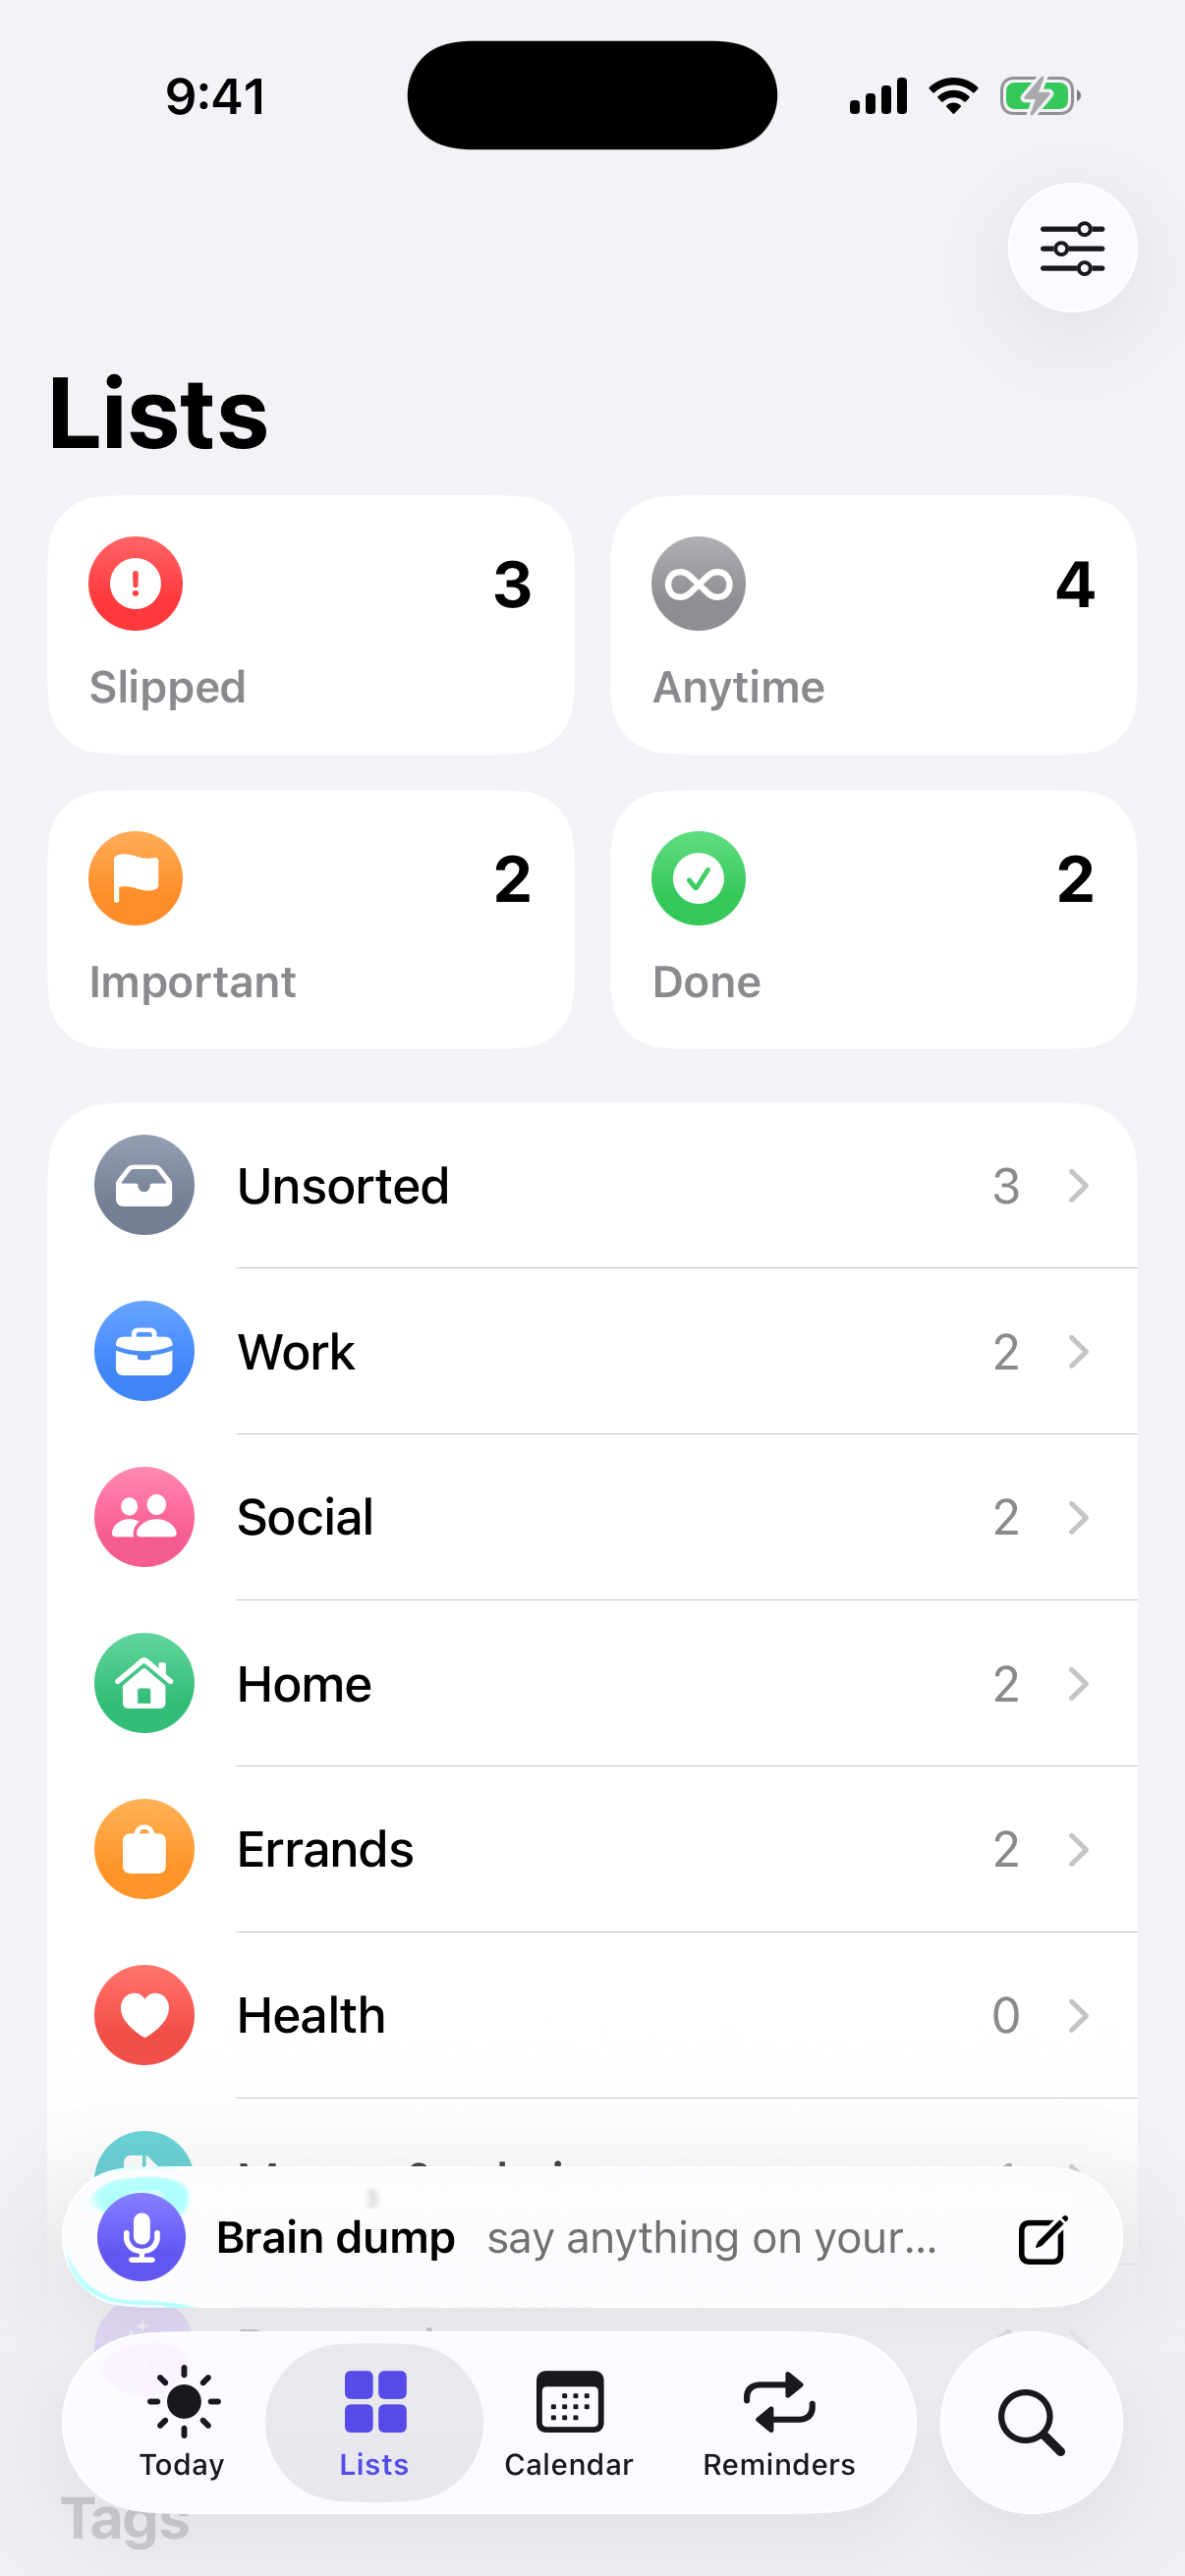 9:41
Lists
3
Slipped
4
Anytime
2
Important
2
Done
Unsorted 3
Work 2
Social 2
Home 2
Errands 2
Health 0
Brain dump say anything on your...
Today
Lists
Calendar
Reminders
Tags